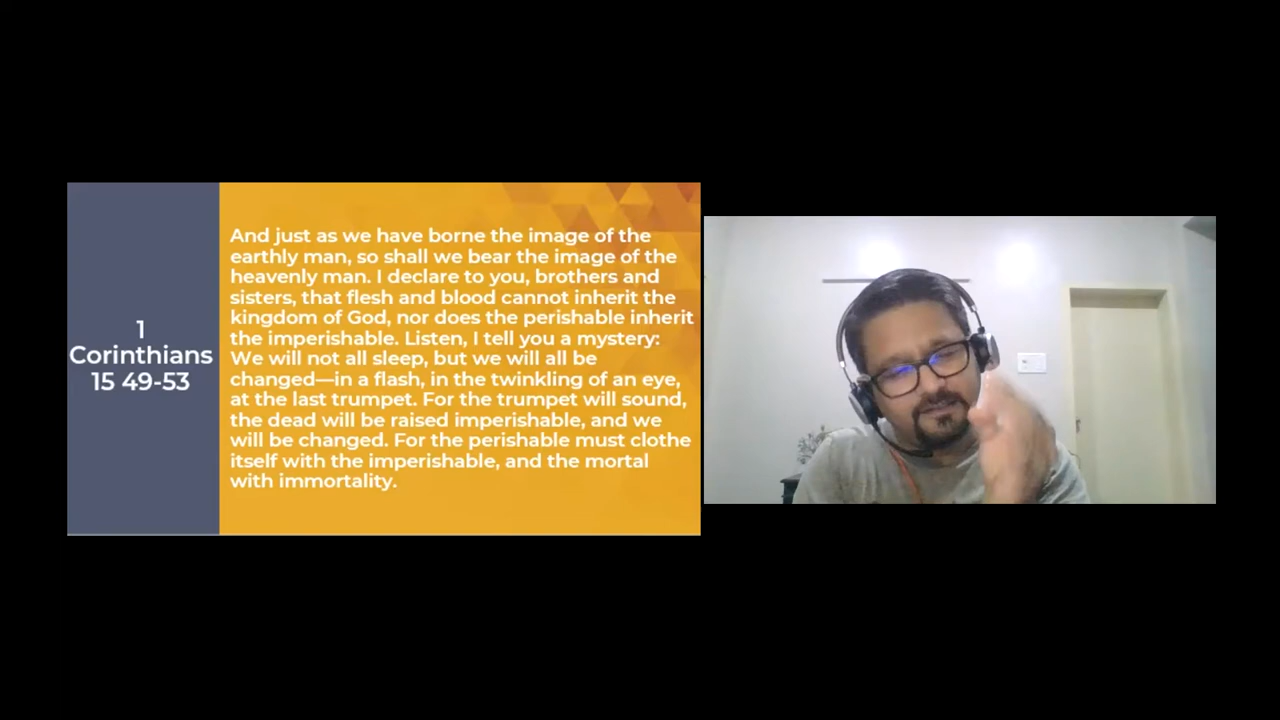 1
Corinthians
15 49-53
And just as we have borne the image of the
earthly man, so shall we bear the image of the
heavenly man. I declare to you, brothers and
sisters, that flesh and blood cannot inherit the
kingdom of God, nor does the perishable inherit
the imperishable. Listen, I tell you a mystery:
We will not all sleep, but we will all be
changed—in a flash, in the twinkling of an eye,
at the last trumpet. For the trumpet will sound,
the dead will be raised imperishable, and we
will be changed. For the perishable must clothe
itself with the imperishable, and the mortal
with immortality.